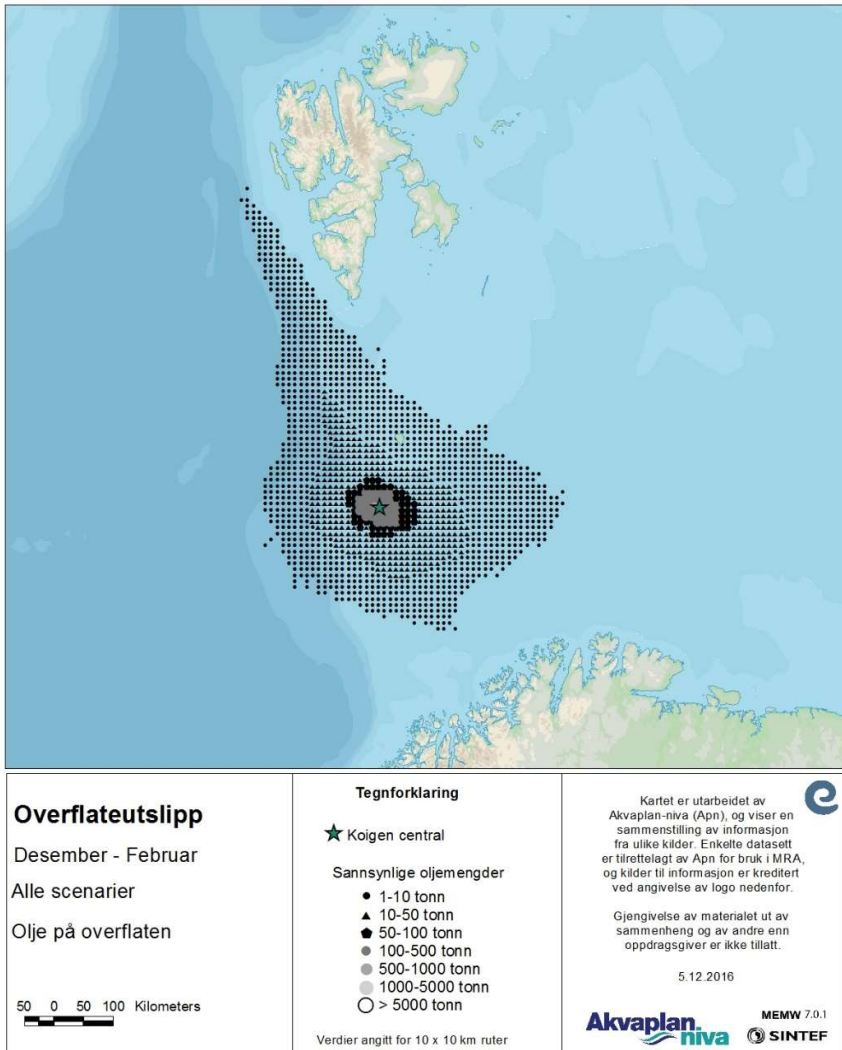 Overflateutslipp
Desember - Februar
Alle scenarier
Olje på overflaten
50 0 50 100 Kilometers
Tegnforklaring
Koigen central
Sannsynlige oljemengder
1-10 tonn
10-50 tonn
50-100 tonn
100-500 tonn
500-1000 tonn
1000-5000 tonn
> 5000 tonn
Verdier angitt for 10 x 10 km ruter
Kartet er utarbeidet av
Akvaplan-niva (Apn), og viser en
sammenstilling av informasjon
fra ulike kilder. Enkelte datasett
er tilrettelagt av Apn for bruk i MRA,
og kilder til informasjon er kreditert
ved angivelse av logo nedenfor.
Gjengivelse av materialet ut av
sammenheng og av andre enn
oppdragsgiver er ikke tillatt.
5.12.2016
Akvaplan
niva
MEMW 7.0.1
SINTEF